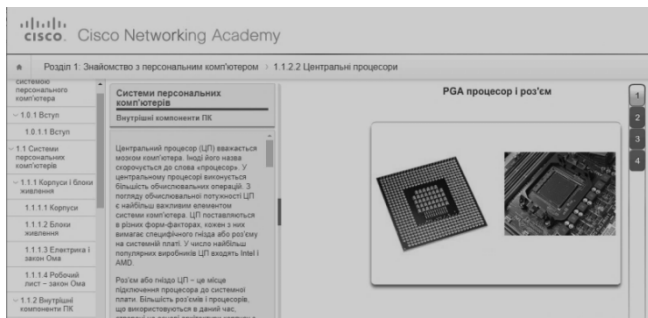 cisco. Cisco Networking Academy
Розділ 1: Знайомство з персональним комп'ютером
1.1.2.2 Центральні процесори
системою
персонального
комп'ютера
1.0.1 Вступ
1.0.1.1 Вступ
1.1 Системи
персональних
комп'ютерів
1.1.1 Корпуси і блоки
живлення
1.1.1.1 Корпуси
1.1.1.2 Блоки
живлення
1.1.1.3 Електрика і
закон Ома
1.1.1.4 Робочий
лист – закон Ома
1.1.2 Внутрішні
компоненти ПК
Системи персональних
комп'ютерів
Внутрішні компоненти ПК
Центральний процесор (ЦП) вважається
мозком комп'ютера. Іноді його назва
скорочується до слова «процесор». У
центральному процесорі виконується
більшість обчислювальних операцій. З
погляду обчислювальної потужності ЦП
є найбільш важливим елементом
системи комп'ютера. ЦП поставляються
в різних форм-факторах, кожен з них
вимагає специфічного гнізда або роз'єму
на системній платі. У число найбільш
популярних виробників ЦП входять Intel і
AMD.
Роз'єм або гніздо ЦП – це місце
підключення процесора до системної
плати. Більшість роз'ємів і процесорів,
що використовуються в даний час,
PGA процесор і роз'єм
1
2
3
4